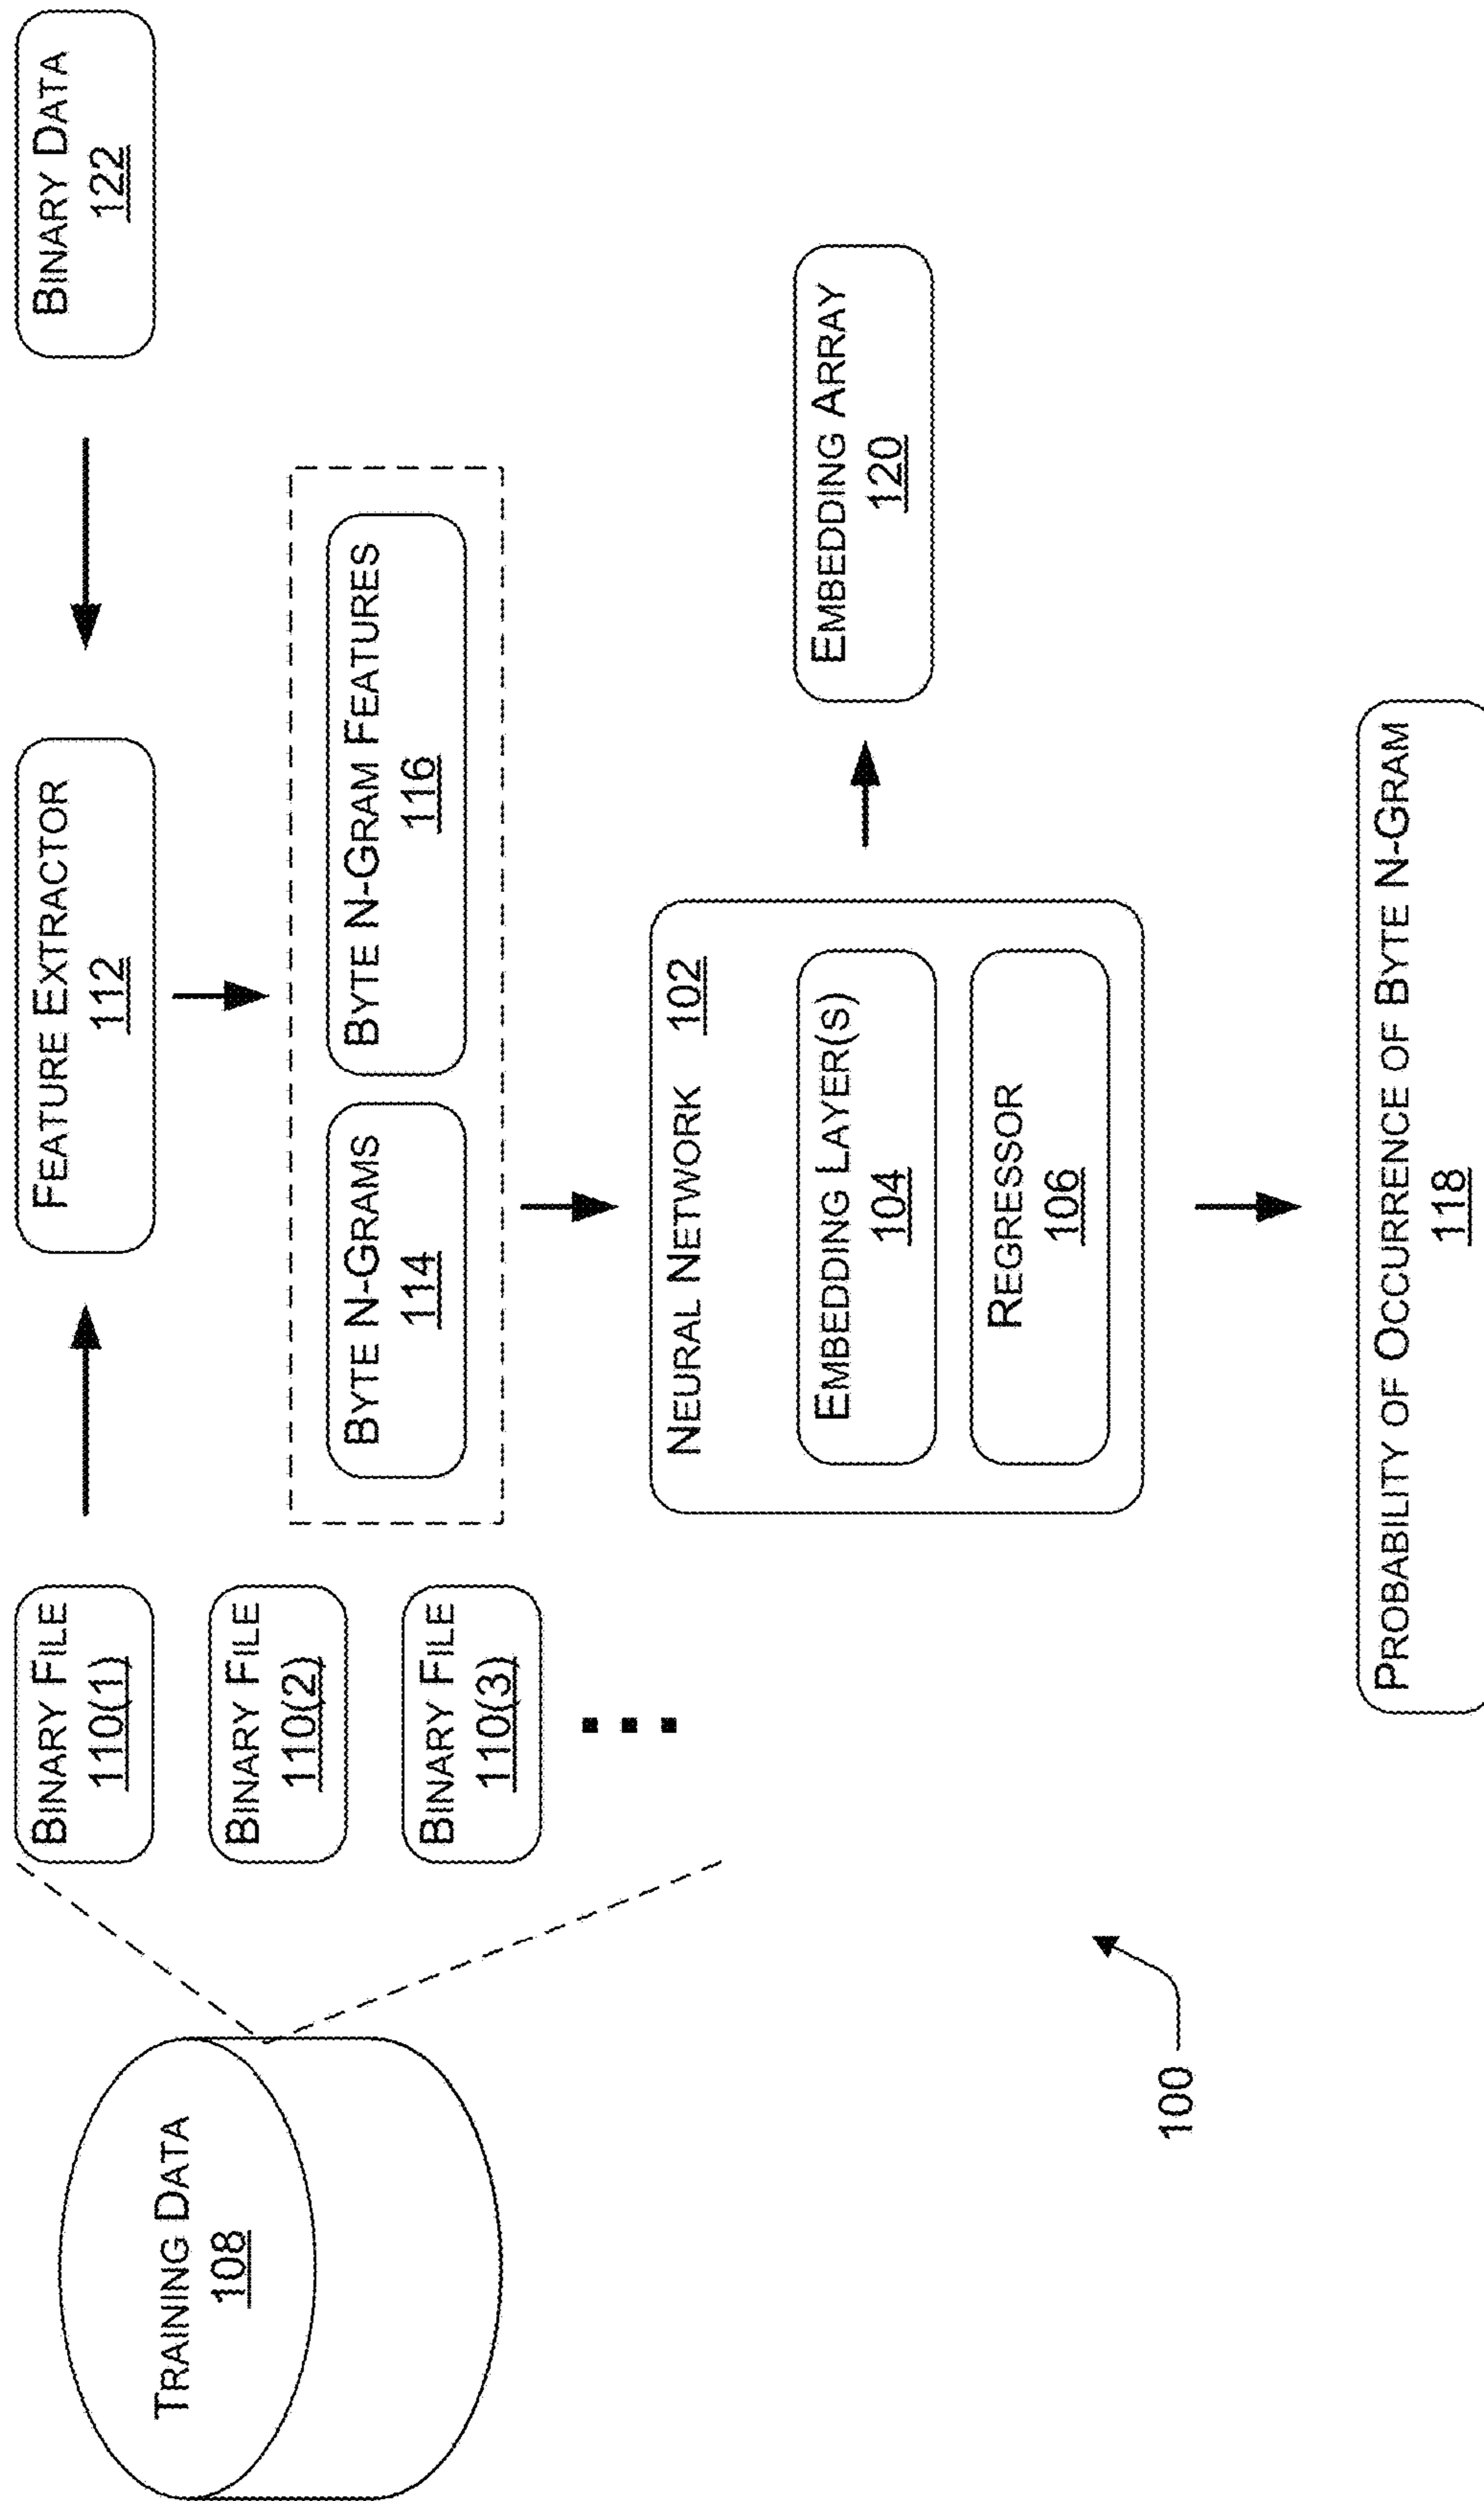 TRAINING DATA
108
BINARY FILE
110(1)
BINARY FILE
110(2)
BINARY FILE
110(3)
FEATURE EXTRACTOR
112
BINARY DATA
122
BYTE N-GRAMS
114
BYTE N-GRAM FEATURES
116
NEURAL NETWORK 102
EMBEDDING LAYER(S)
104
REGRESSOR
106
EMBEDDING ARRAY
120
100
PROBABILITY OF OCCURRENCE OF BYTE N-GRAM
118